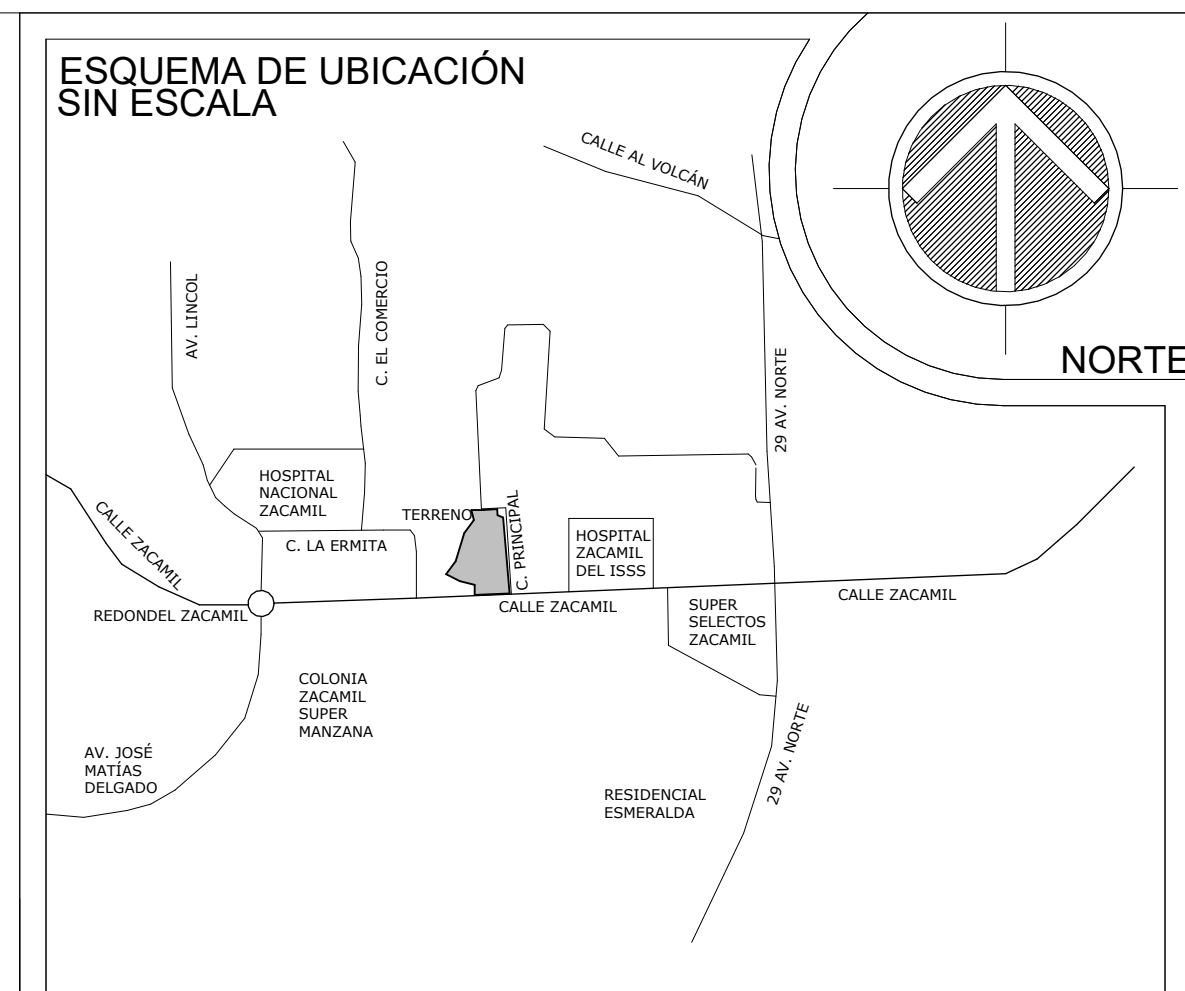 ESQUEMA DE UBICACIÓN
SIN ESCALA
CALLE AL VOLCÁN
NORTE
AV. LINCOL
C. EL COMERCIO
29 AV. NORTE
HOSPITAL
NACIONAL
ZACAMIL
TERRENO
C. PRINCIPAL
CALLE ZACAMIL
C. LA ERMITA
HOSPITAL
ZACAMIL
DEL ISSS
REDONDEL ZACAMIL
CALLE ZACAMIL
SUPER
SELECTOS
ZACAMIL
CALLE ZACAMIL
COLONIA
ZACAMIL
SUPER
MANZANA
AV. JOSÉ
MATÍAS
DELGADO
29 AV. NORTE
RESIDENCIAL
ESMERALDA